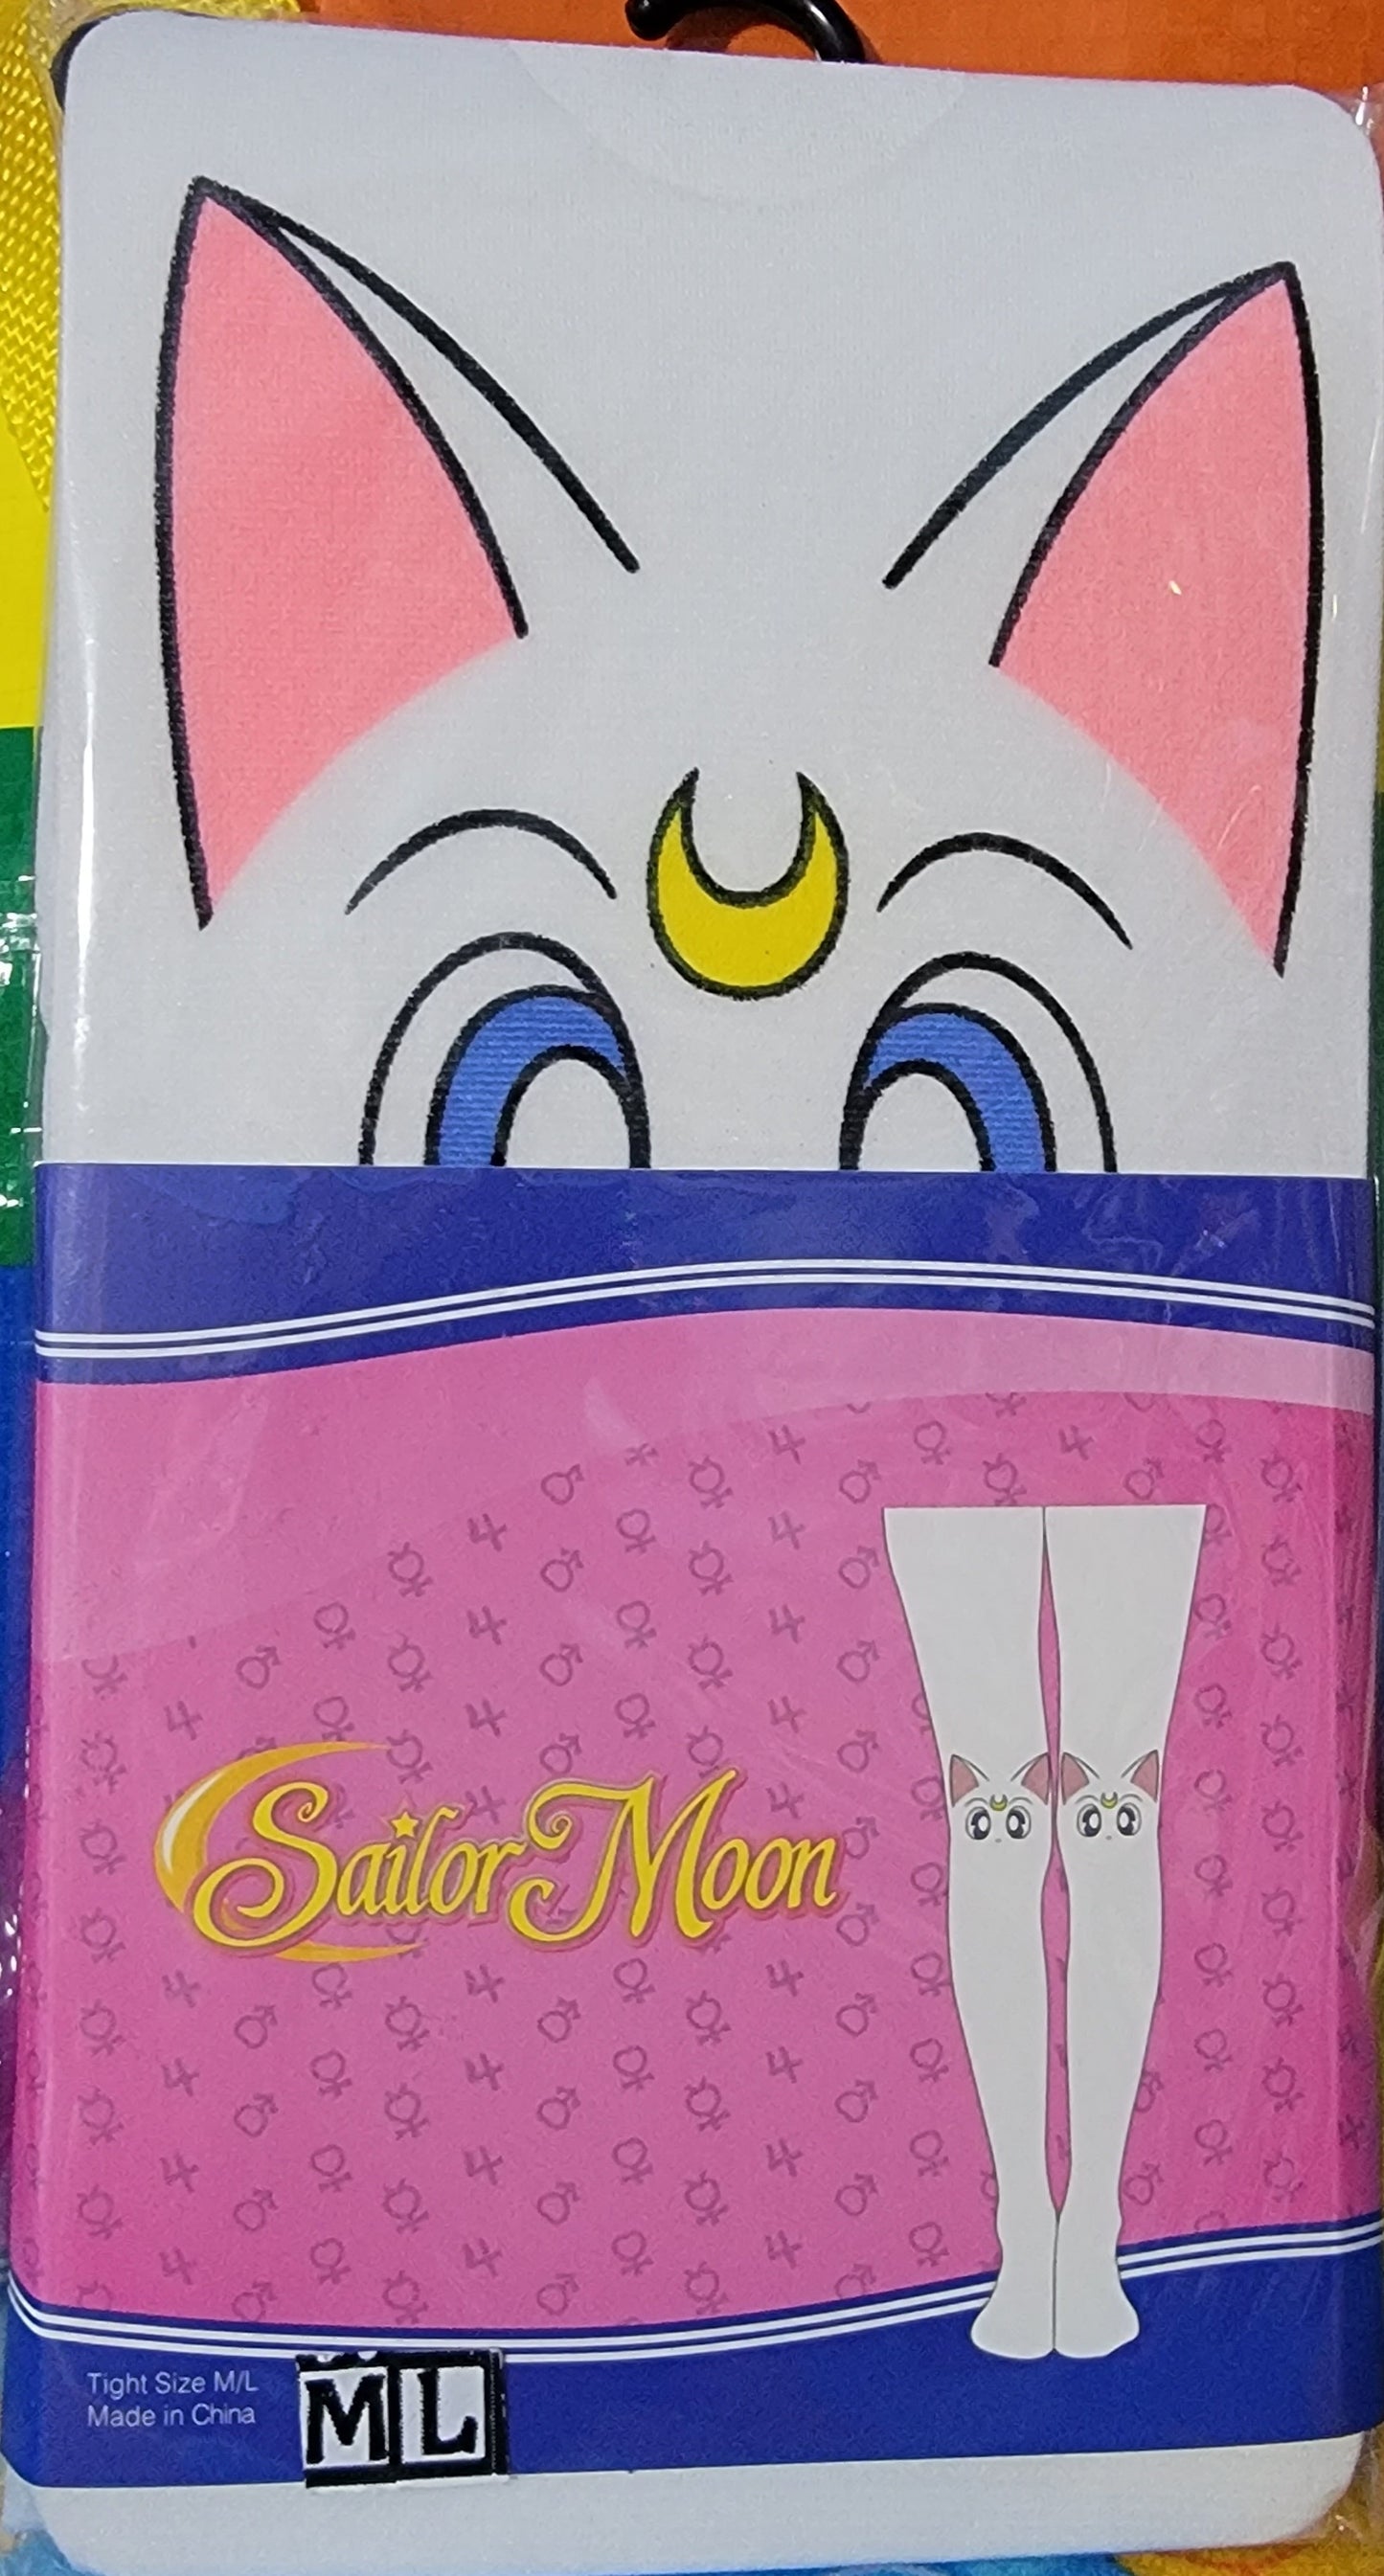 Sailor Moon
Tight Size M/L
Made in China
M L